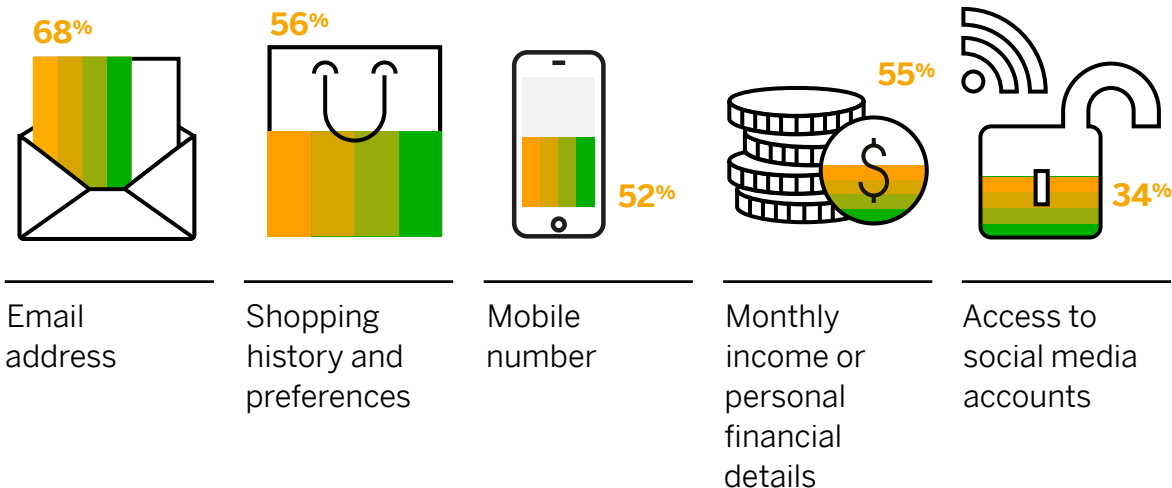 68%
Email
address
56%
Shopping
history and
preferences
52%
Mobile
number
55%
$
Monthly
income or
personal
financial
details
34%
Access to
social media
accounts